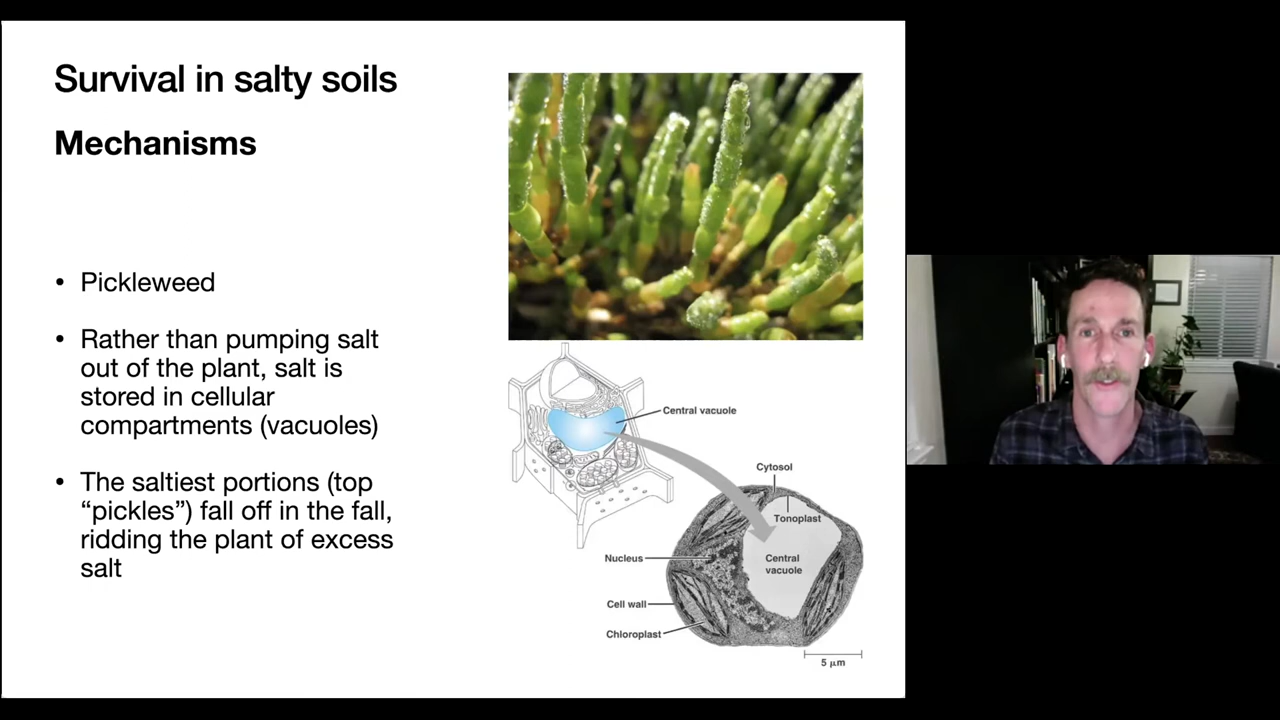 Survival in salty soils
Mechanisms
• Pickleweed
• Rather than pumping salt
out of the plant, salt is
stored in cellular
compartments (vacuoles)
• The saltiest portions (top
“pickles”) fall off in the fall,
ridding the plant of excess
salt
Central vacuole
Cytosol
Tonoplast
Central
vacuole
Nucleus
Cell wall
Chloroplast
5 μm